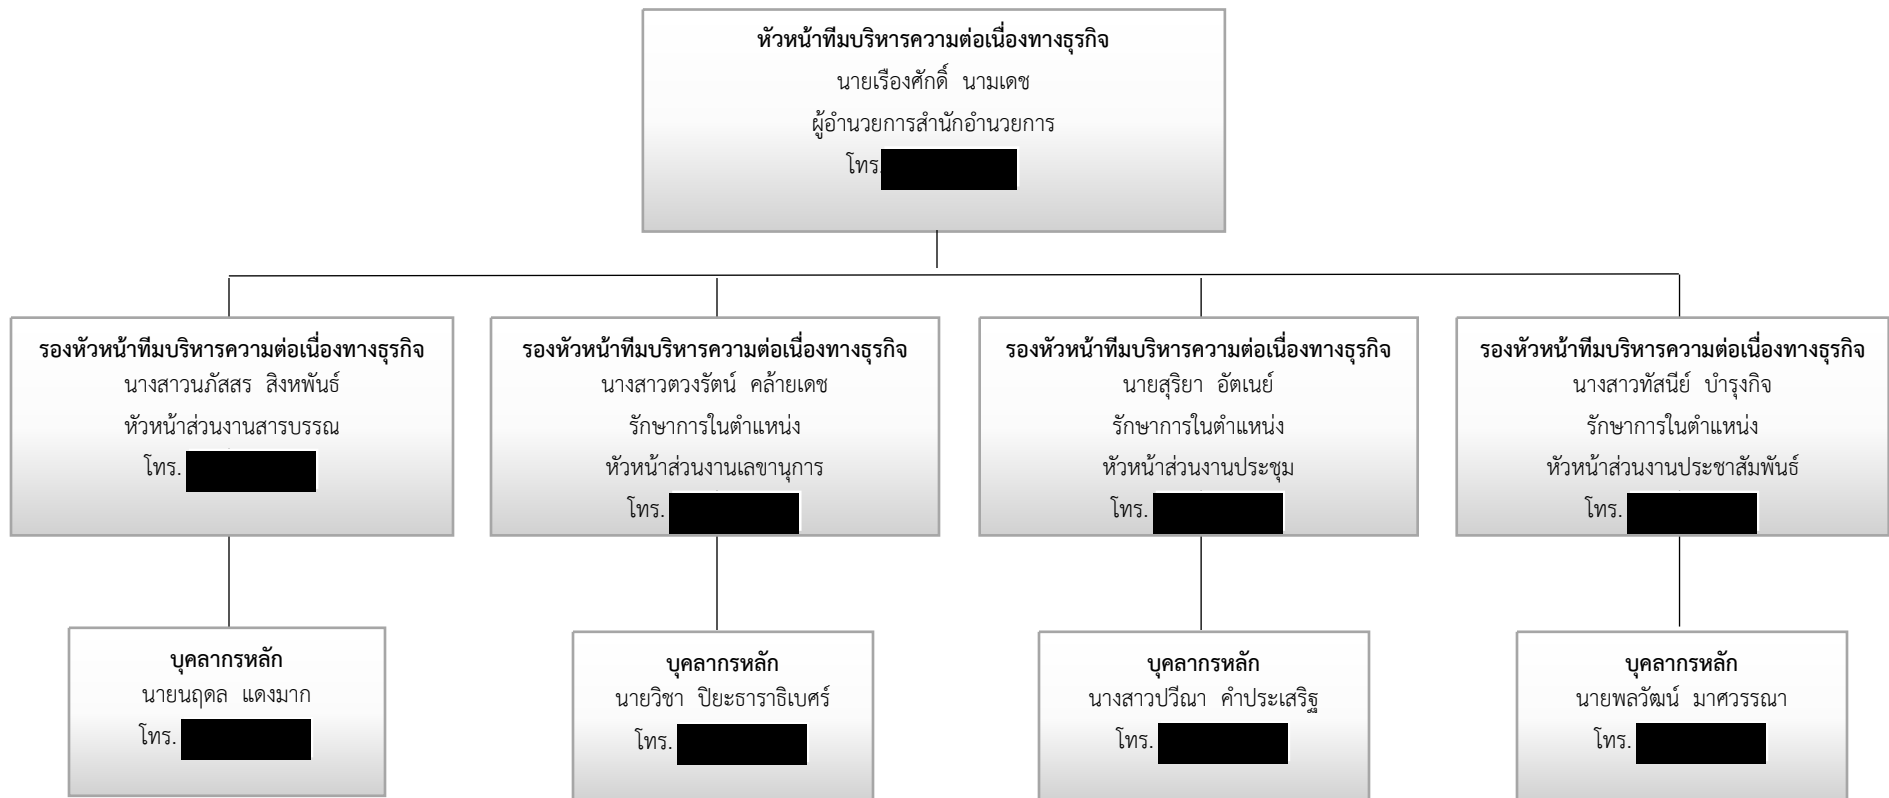 หัวหน้าทีมบริหารความต่อเนื่องทางธุรกิจ
นายเรืองศักดิ์ นามเดช
ผู้อำนวยการสำนักอำนวยการ
โทร.
รองหัวหน้าทีมบริหารความต่อเนื่องทางธุรกิจ
นางสาวนภัสสร สิงหพันธ์
หัวหน้าส่วนงานสารบรรณ
โทร.
รองหัวหน้าทีมบริหารความต่อเนื่องทางธุรกิจ
นางสาวตวงรัตน์ คล้ายเดช
รักษาการในตำแหน่ง
หัวหน้าส่วนงานเลขานุการ
โทร.
รองหัวหน้าทีมบริหารความต่อเนื่องทางธุรกิจ
นายสุริยา อัตเนย์
รักษาการในตำแหน่ง
หัวหน้าส่วนงานประชุม
โทร.
รองหัวหน้าทีมบริหารความต่อเนื่องทางธุรกิจ
นางสาวทัสนีย์ บำรุงกิจ
รักษาการในตำแหน่ง
หัวหน้าส่วนงานประชาสัมพันธ์
โทร.
บุคลากรหลัก
นายนฤดล แดงมาก
โทร.
บุคลากรหลัก
นายวิชา ปิยะธาราธิเบศร์
โทร.
บุคลากรหลัก
นางสาวปวีณา คำประเสริฐ
โทร.
บุคลากรหลัก
นายพลวัฒน์ มาศวรรณา
โทร.